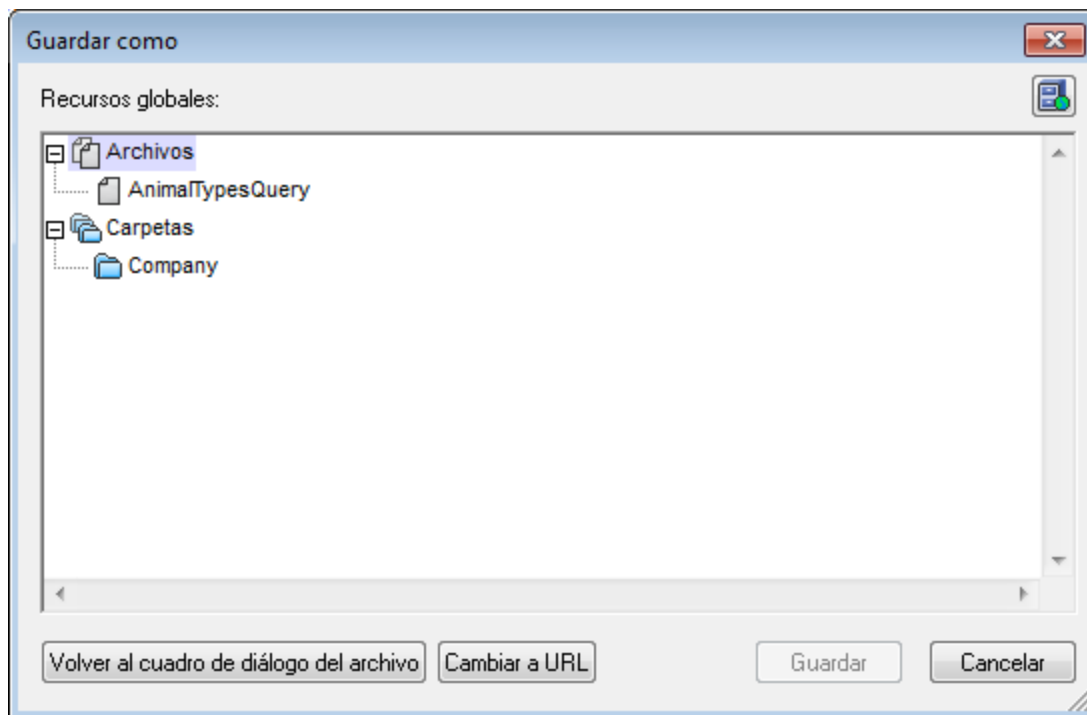 Guardar como
Recursos globales:
Archivos
AnimalTypesQuery
Carpetas
Company
Volver al cuadro de diálogo del archivo Cambiar a URL Guardar Cancelar